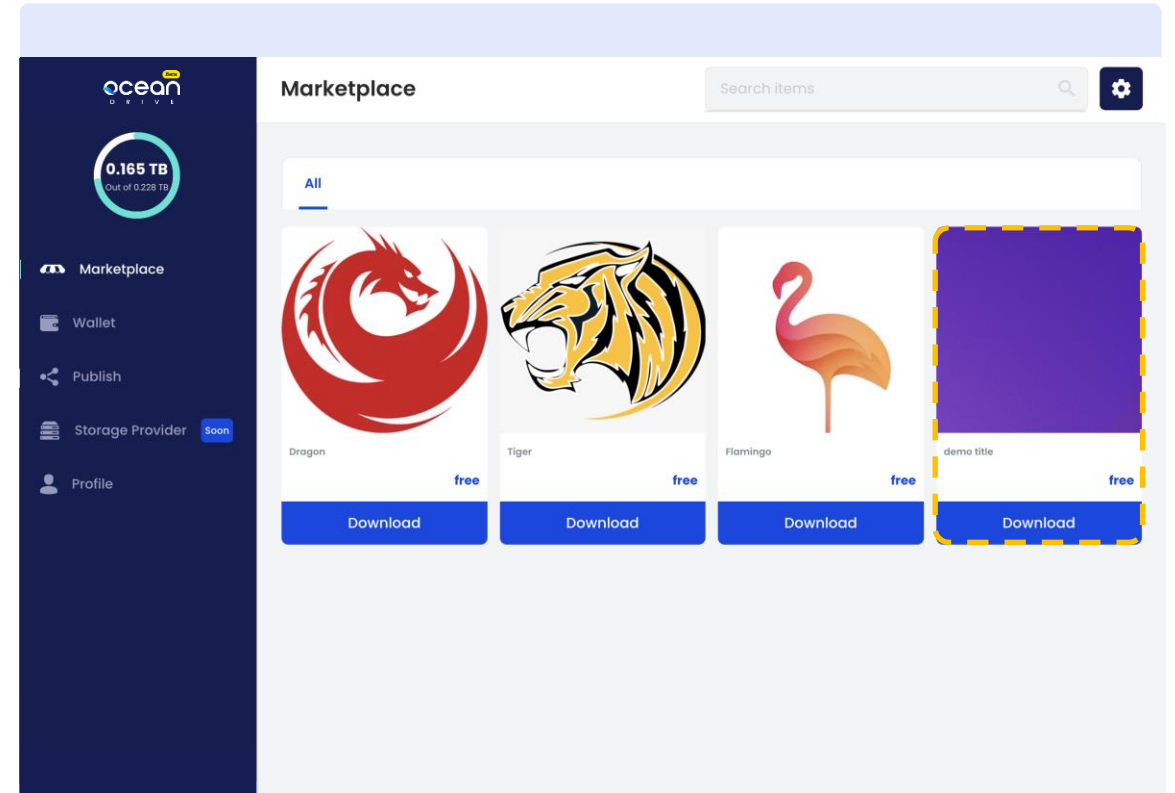 Beta
ocean
DRIVE
Marketplace
Search items
0.165 TB
Out of 0.228 TB
All
Marketplace
Wallet
Publish
Storage Provider Soon
Profile
Dragon
free
Download
Tiger
free
Download
Flamingo
free
Download
demo title
free
Download